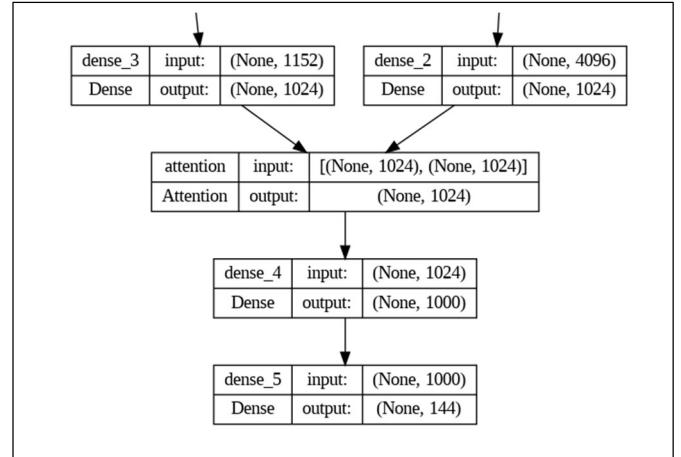 dense_3 input: (None, 1152)
Dense output: (None, 1024)
dense_2 input: (None, 4096)
Dense output: (None, 1024)
attention input: [(None, 1024), (None, 1024)]
Attention output: (None, 1024)
dense_4 input: (None, 1024)
Dense output: (None, 1000)
dense_5 input: (None, 1000)
Dense output: (None, 144)